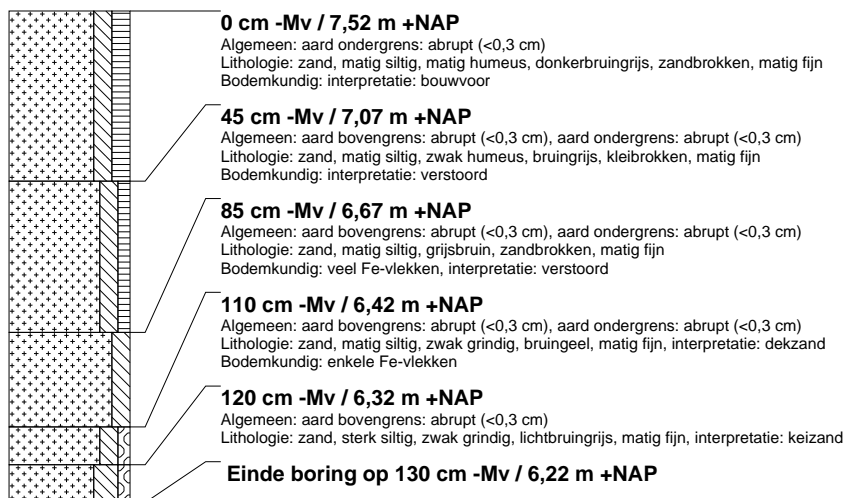 0 cm -Mv / 7,52 m +NAP
Algemeen: aard ondergrens: abrupt (<0,3 cm)
Lithologie: zand, matig siltig, matig humeus, donkerbruingrijs, zandbrokken, matig fijn
Bodemkundig: interpretatie: bouwvoor
45 cm -Mv / 7,07 m +NAP
Algemeen: aard bovengrens: abrupt (<0,3 cm), aard ondergrens: abrupt (<0,3 cm)
Lithologie: zand, matig siltig, zwak humeus, bruingrijs, kleibrokken, matig fijn
Bodemkundig: interpretatie: verstoord
85 cm -Mv / 6,67 m +NAP
Algemeen: aard bovengrens: abrupt (<0,3 cm), aard ondergrens: abrupt (<0,3 cm)
Lithologie: zand, matig siltig, grijsbruin, zandbrokken, matig fijn
Bodemkundig: veel Fe-vlekken, interpretatie: verstoord
110 cm -Mv / 6,42 m +NAP
Algemeen: aard bovengrens: abrupt (<0,3 cm), aard ondergrens: abrupt (<0,3 cm)
Lithologie: zand, matig siltig, zwak grindig, bruingeel, matig fijn, interpretatie: dekzand
Bodemkundig: enkele Fe-vlekken
120 cm -Mv / 6,32 m +NAP
Algemeen: aard bovengrens: abrupt (<0,3 cm)
Lithologie: zand, sterk siltig, zwak grindig, lichtbruingrijs, matig fijn, interpretatie: keizand
Einde boring op 130 cm -Mv / 6,22 m +NAP